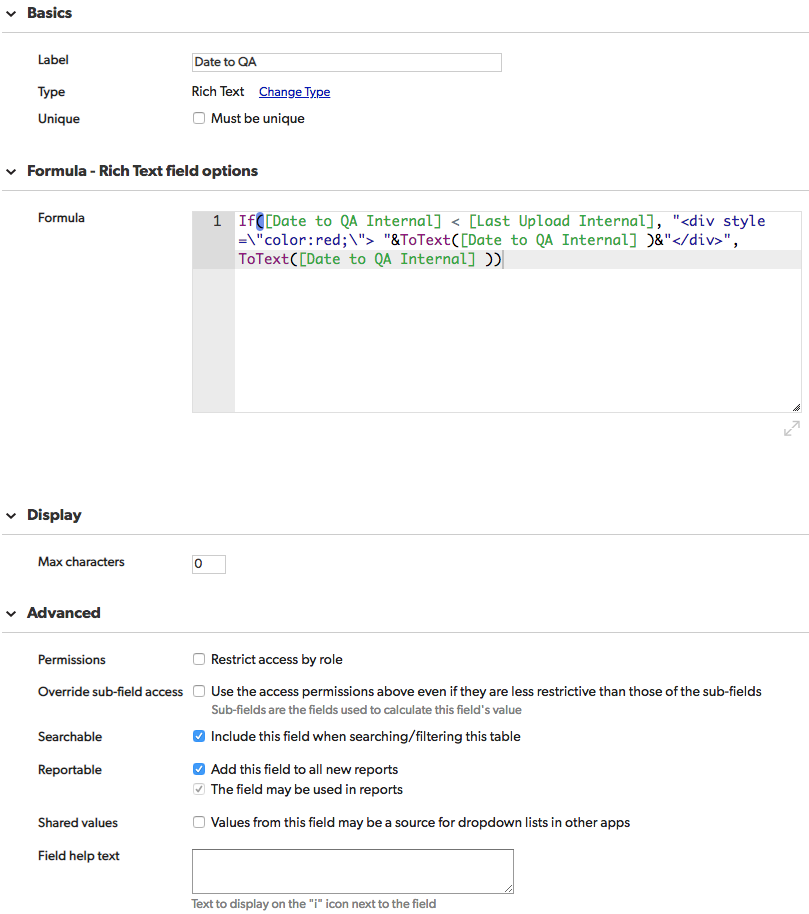 Basics
Label
Date to QA
Type
Rich Text Change Type
Unique
Must be unique
Formula - Rich Text field options
Formula
1 If([Date to QA Internal] < [Last Upload Internal], "<div style
=\"color:red;\"> "&ToText([Date to QA Internal] )&"</div>",
ToText([Date to QA Internal] ))
Display
Max characters
0
Advanced
Permissions
Restrict access by role
Override sub-field access
Use the access permissions above even if they are less restrictive than those of the sub-fields
Sub-fields are the fields used to calculate this field's value
Searchable
Include this field when searching/filtering this table
Reportable
Add this field to all new reports
The field may be used in reports
Shared values
Values from this field may be a source for dropdown lists in other apps
Field help text
Text to display on the "i" icon next to the field